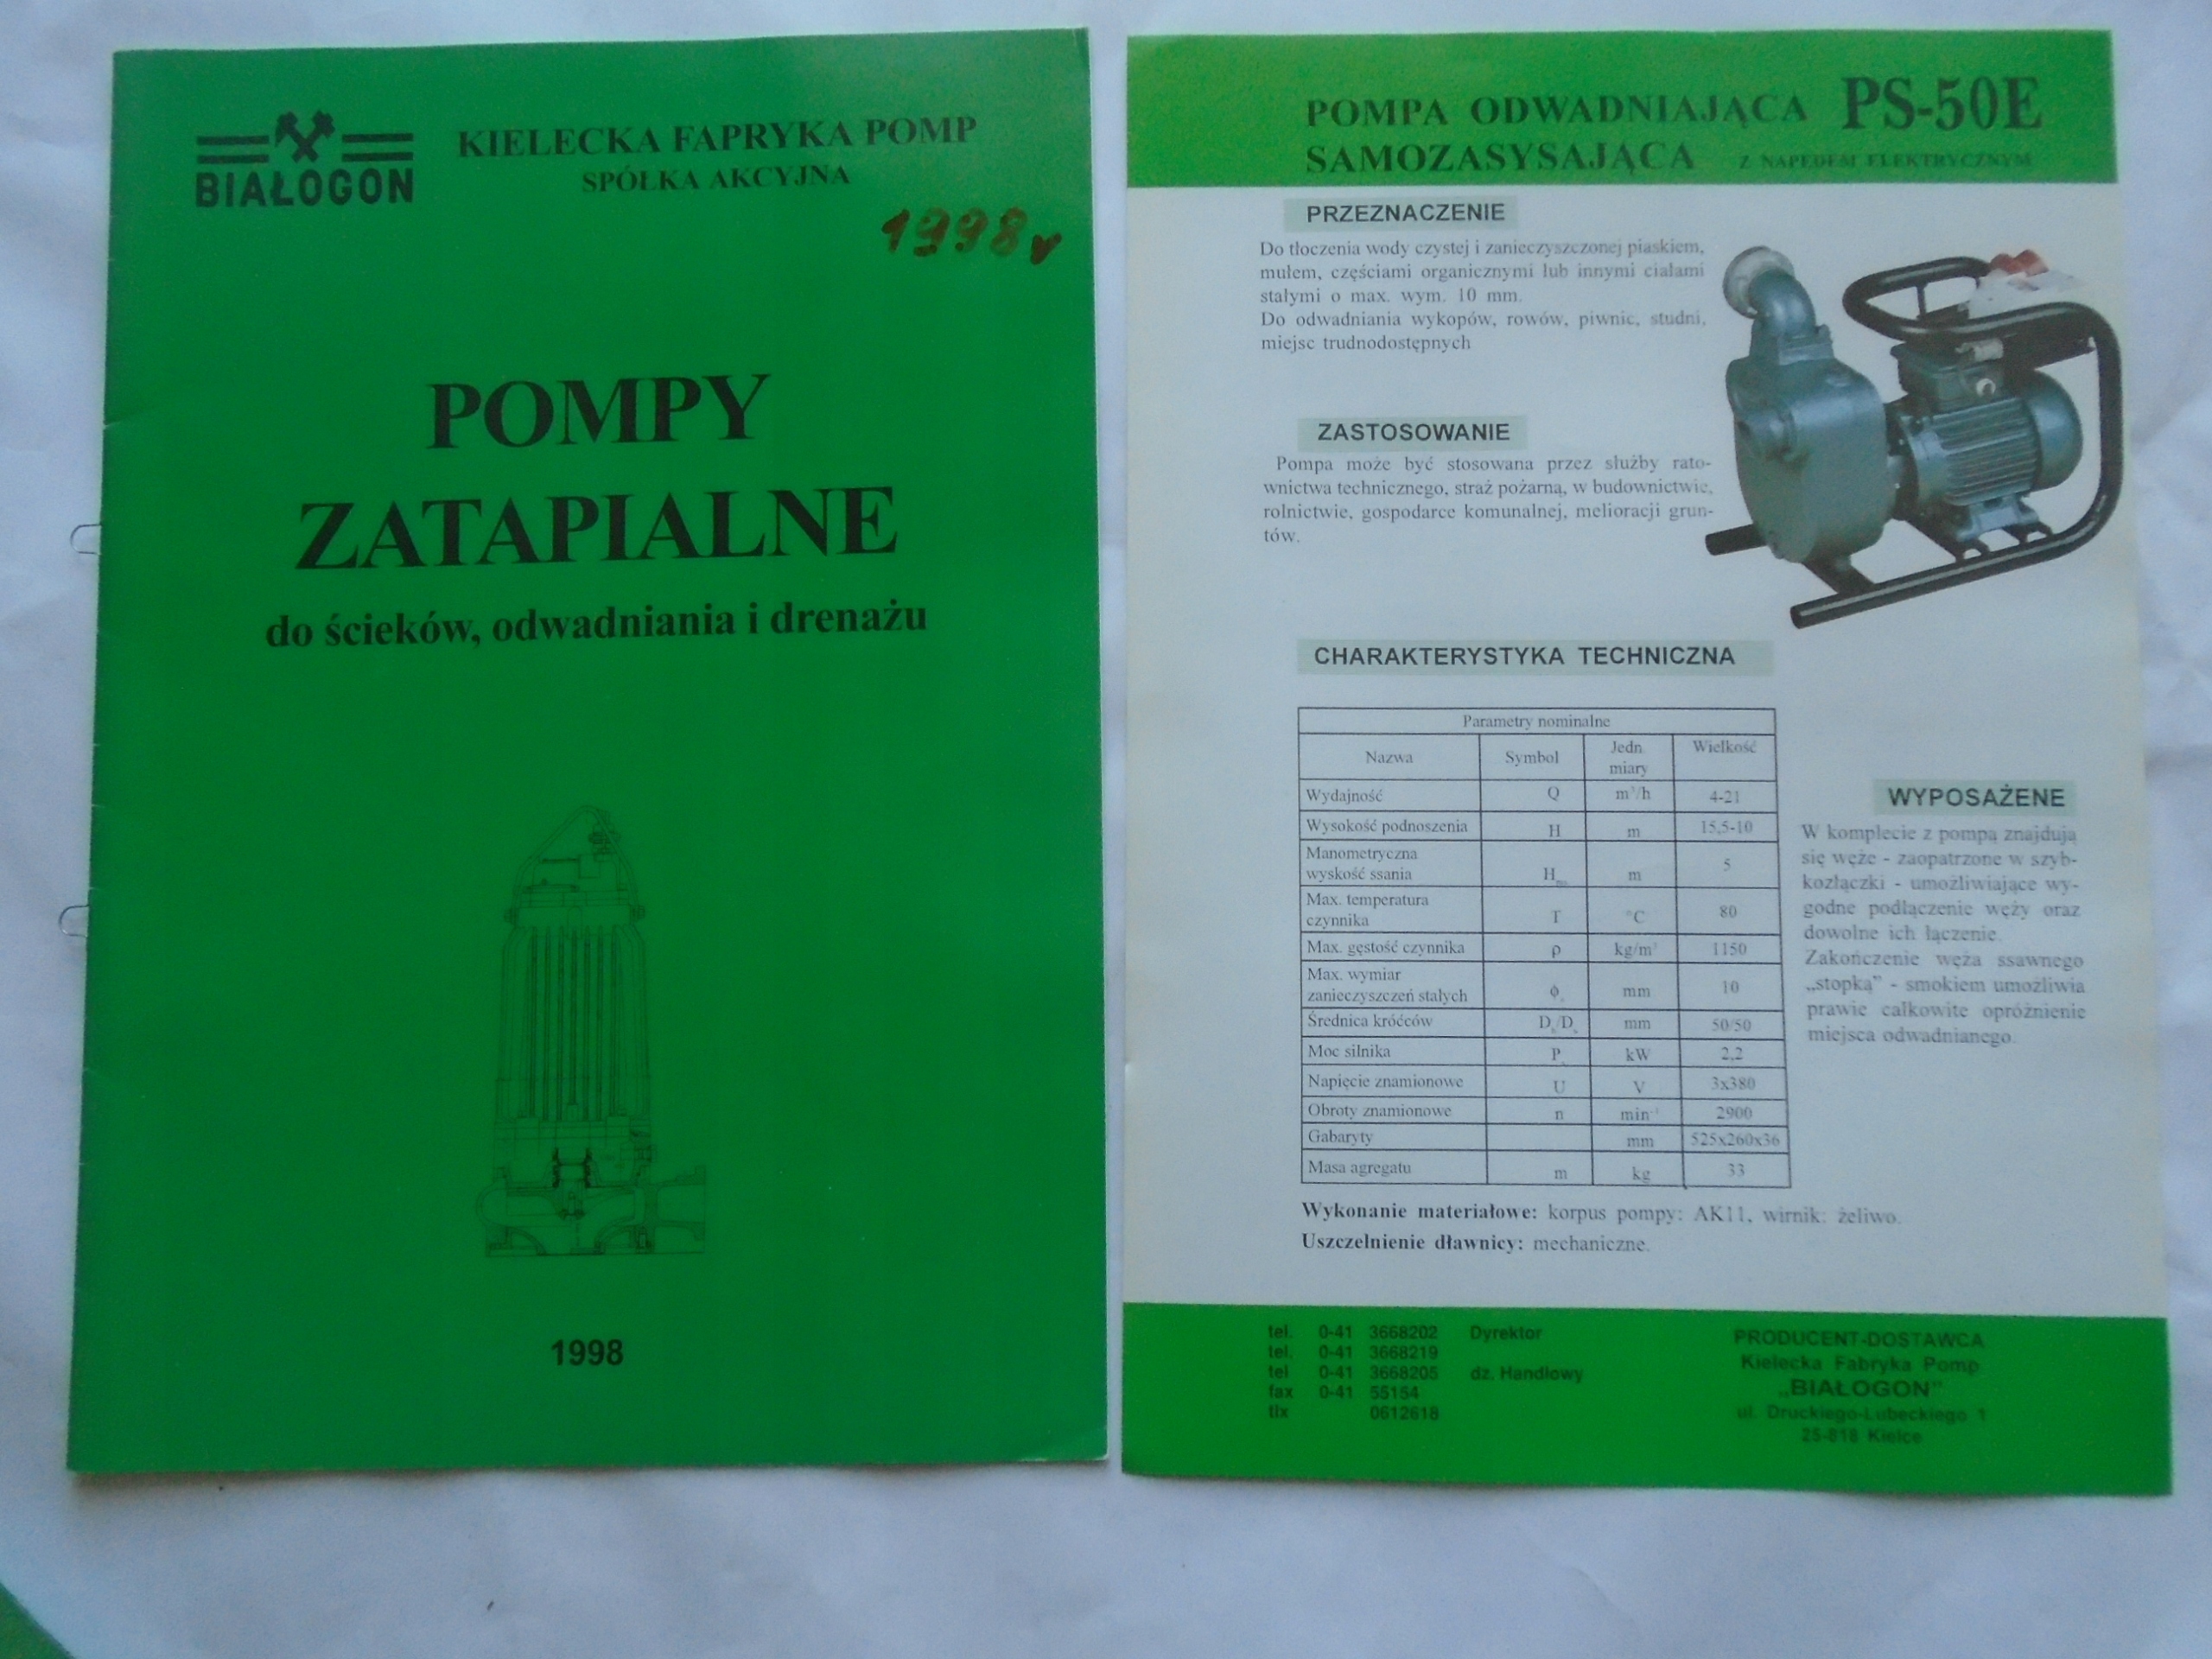 BIAŁOGON
KIELECKA FAPRYKA POMP
SPÓŁKA AKCYJNA
1998r
POMPY
ZATAPIALNE
do ścieków, odwadniania i drenażu
1998
POMPA ODWADNIAJĄCA PS-50E
SAMOZASYSAJĄCA Z NAPĘDEM ELEKTRYCZNYM
PRZEZNACZENIE
Do tłoczenia wody czystej i zanieczyszczonej piaskiem,
mułem, częściami organicznymi lub innymi ciałami
stałymi o max. wym. 10 mm.
Do odwadniania wykopów, rowów, piwnic, studni,
miejsc trudnodostępnych
ZASTOSOWANIE
Pompa może być stosowana przez służby rato-
wnictwa technicznego, straż pożarną, w budownictwie,
rolnictwie, gospodarce komunalnej, melioracji grun-
tów.
CHARAKTERYSTYKA TECHNICZNA
Parametry nominalne
Nazwa Symbol Jedn. miary Wielkość
Wydajność Q m³/h 4-21
Wysokość podnoszenia H m 15,5-10
Manometryczna
wyskość ssania H m 5
Max. temperatura
czynnika T °C 80
Max. gęstość czynnika ρ kg/m³ 1150
Max. wymiar
zanieczyszczeń stałych ϕ mm 10
Średnica króćców D/D mm 50/50
Moc silnika P kW 2,2
Napięcie znamionowe U V 3x380
Obroty znamionowe n min⁻¹ 2900
Gabaryty mm 525x260x36
Masa agregatu m kg 33
WYPOSAŻENE
W komplecie z pompą znajdują
się węże - zaopatrzone w szyb-
kozłączki - umożliwiające wy-
godne podłączenie węży oraz
dowolne ich łączenie.
Zakończenie węża ssawnego
„stopką” - smokiem umożliwia
prawie całkowite opróżnienie
miejsca odwadnianego.
Wykonanie materiałowe: korpus pompy: AK11, wirnik: żeliwo.
Uszczelnienie dławnicy: mechaniczne.
tel. 0-41 3668202 Dyrektor
tel. 0-41 3668219
tel 0-41 3668205 dz. Handlowy
fax 0-41 55154
tlx 0612618
PRODUCENT-DOSTAWCA
Kielecka Fabryka Pomp
„BIAŁOGON”
ul. Druckiego-Lubeckiego 1
25-818 Kielce